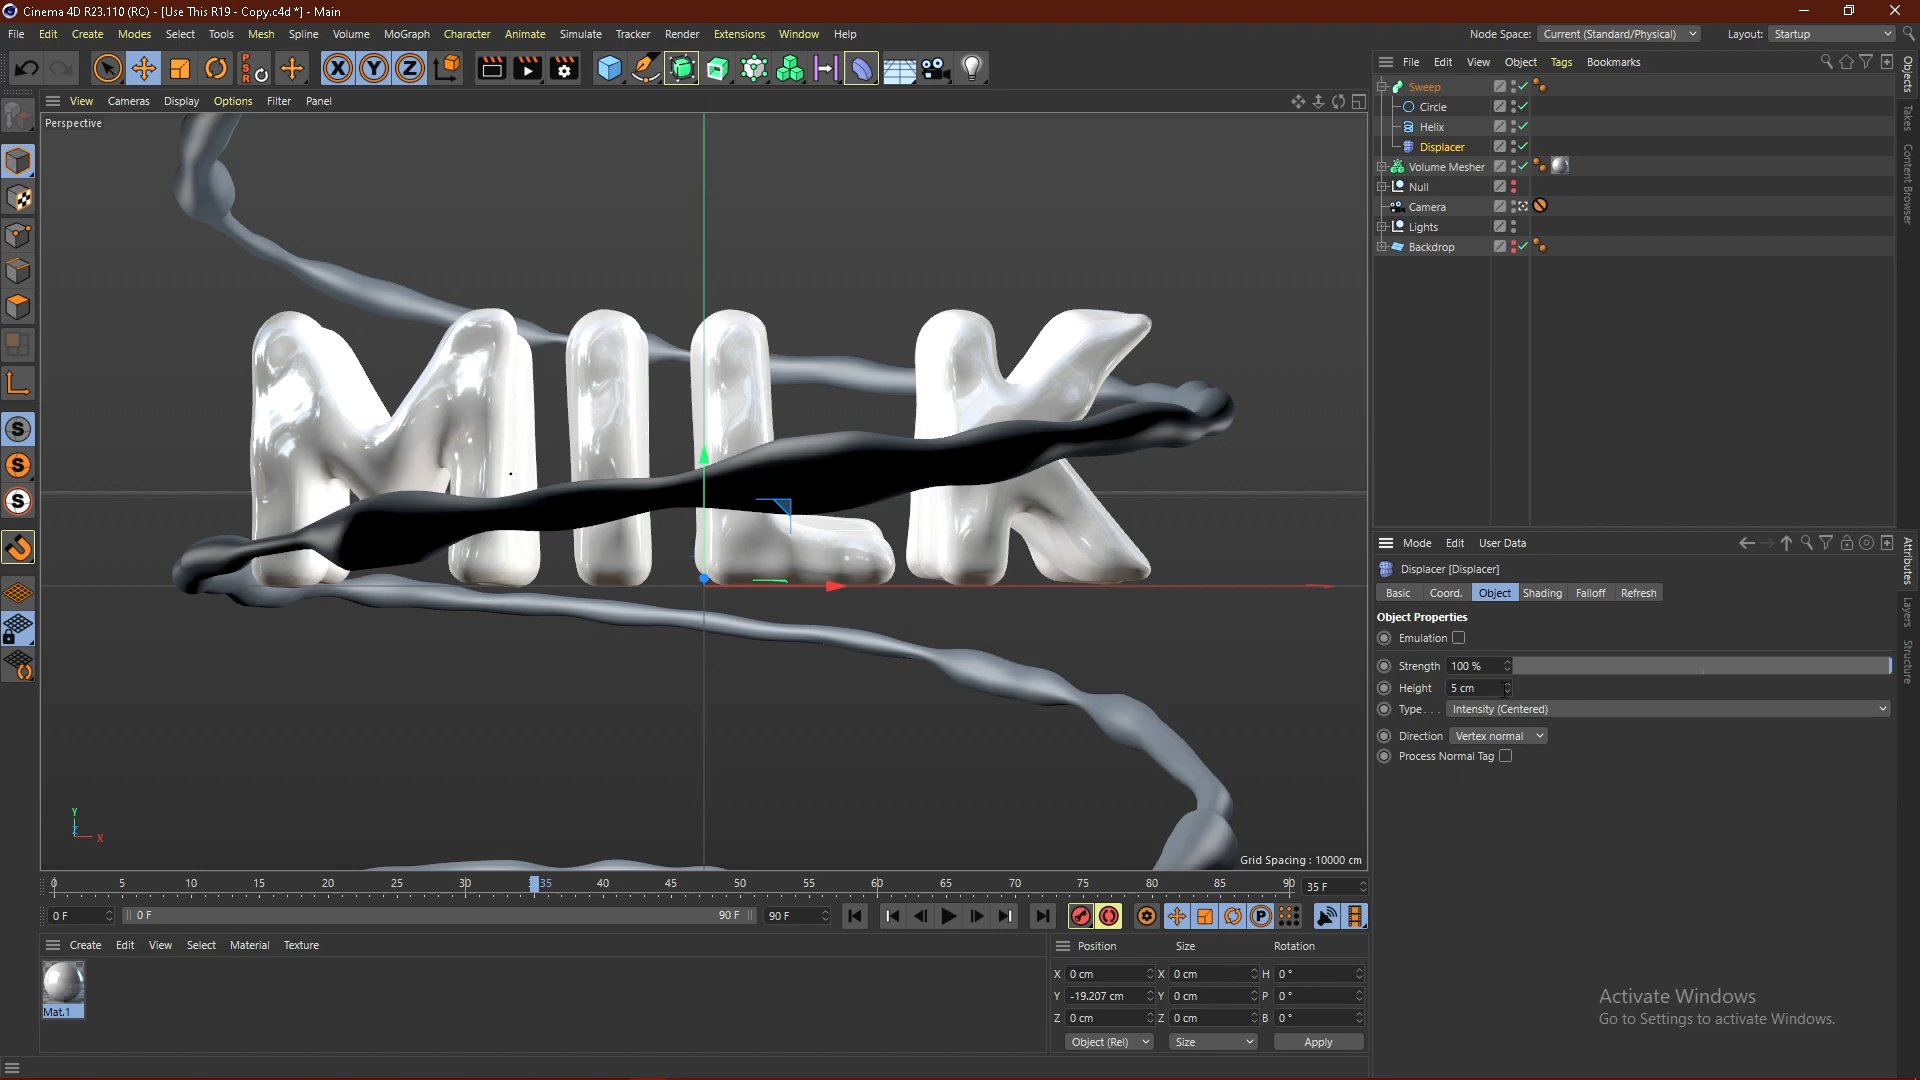 Cinema 4D R23.110 (RC) - [Use This R19 - Copy.c4d *] - Main
File Edit Create Modes Select Tools Mesh Spline Volume MoGraph Character Animate Simulate Tracker Render Extensions Window Help
Node Space: Current (Standard/Physical) Layout: Startup
PSR X Y Z
View Cameras Display Options Filter Panel
Perspective
MILK
Y
Z X
Grid Spacing : 10000 cm
File Edit View Object Tags Bookmarks
Sweep
Circle
Helix
Displacer
Volume Mesher
Null
Camera
Lights
Backdrop
Objects
Takes
Content Browser
Mode Edit User Data
Displacer [Displacer]
Basic Coord. Object Shading Falloff Refresh
Object Properties
Emulation
Strength 100 %
Height 5 cm
Type . . . Intensity (Centered)
Direction Vertex normal
Process Normal Tag
Attributes
Layers
Structure
S
S
S
0 5 10 15 20 25 30 35 40 45 50 55 60 65 70 75 80 85 90 35 F
0 F 0 F 90 F 90 F
P
Create Edit View Select Material Texture
Mat.1
Position Size Rotation
X 0 cm X 0 cm H 0 °
Y -19.207 cm Y 0 cm P 0 °
Z 0 cm Z 0 cm B 0 °
Object (Rel) Size Apply
Activate Windows
Go to Settings to activate Windows.